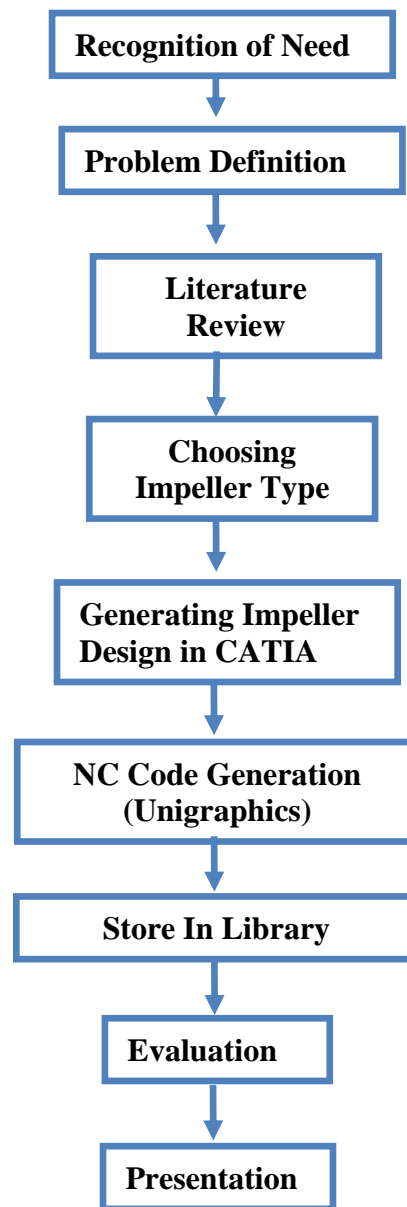 Recognition of Need
Problem Definition
Literature
Review
Choosing
Impeller Type
Generating Impeller
Design in CATIA
NC Code Generation
(Unigraphics)
Store In Library
Evaluation
Presentation